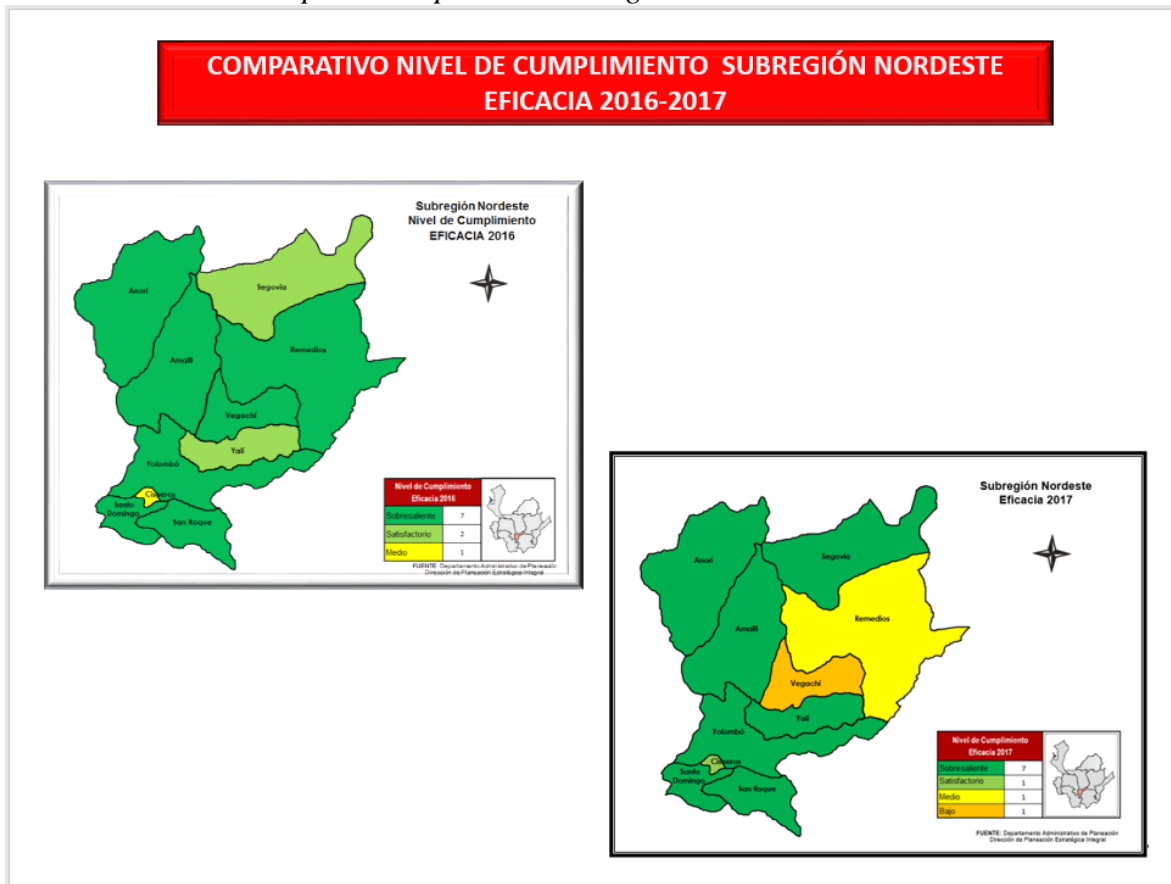 COMPARATIVO NIVEL DE CUMPLIMIENTO SUBREGIÓN NORDESTE
EFICACIA 2016-2017
Subregión Nordeste
Nivel de Cumplimiento
EFICACIA 2016
Anorí
Segovia
Amalfi
Remedios
Vegachí
Yalí
Yolombó
Cisneros
Santo
Domingo
San Roque
Nivel de Cumplimiento
Eficacia 2016
Sobresaliente 7
Satisfactorio 2
Medio 1
FUENTE: Departamento Administrativo de Planeación
Dirección de Planeación Estratégica Integral
Subregión Nordeste
Eficacia 2017
Anorí
Segovia
Amalfi
Remedios
Vegachí
Yalí
Yolombó
Cisneros
Santo
Domingo
San Roque
Nivel de Cumplimiento
Eficacia 2017
Sobresaliente 7
Satisfactorio 1
Medio 1
Bajo 1
FUENTE: Departamento Administrativo de Planeación
Dirección de Planeación Estratégica Integral